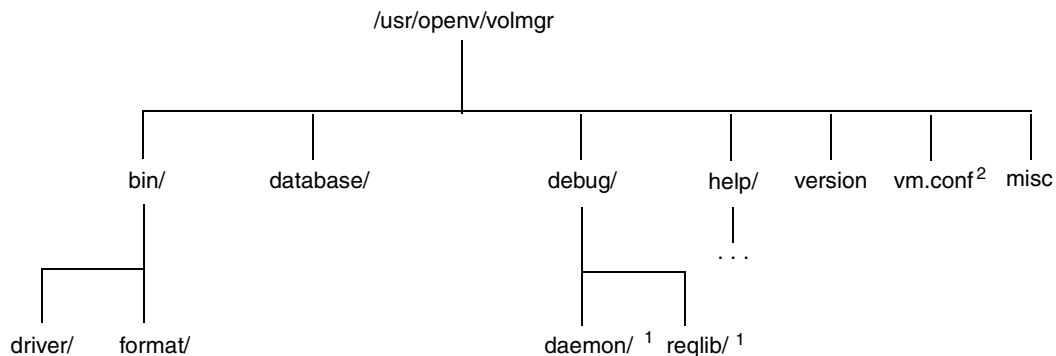 /usr/openv/volmgr
bin/ database/ debug/ help/ version vm.conf 2 misc
. . .
driver/ format/ daemon/ 1 reqlib/ 1